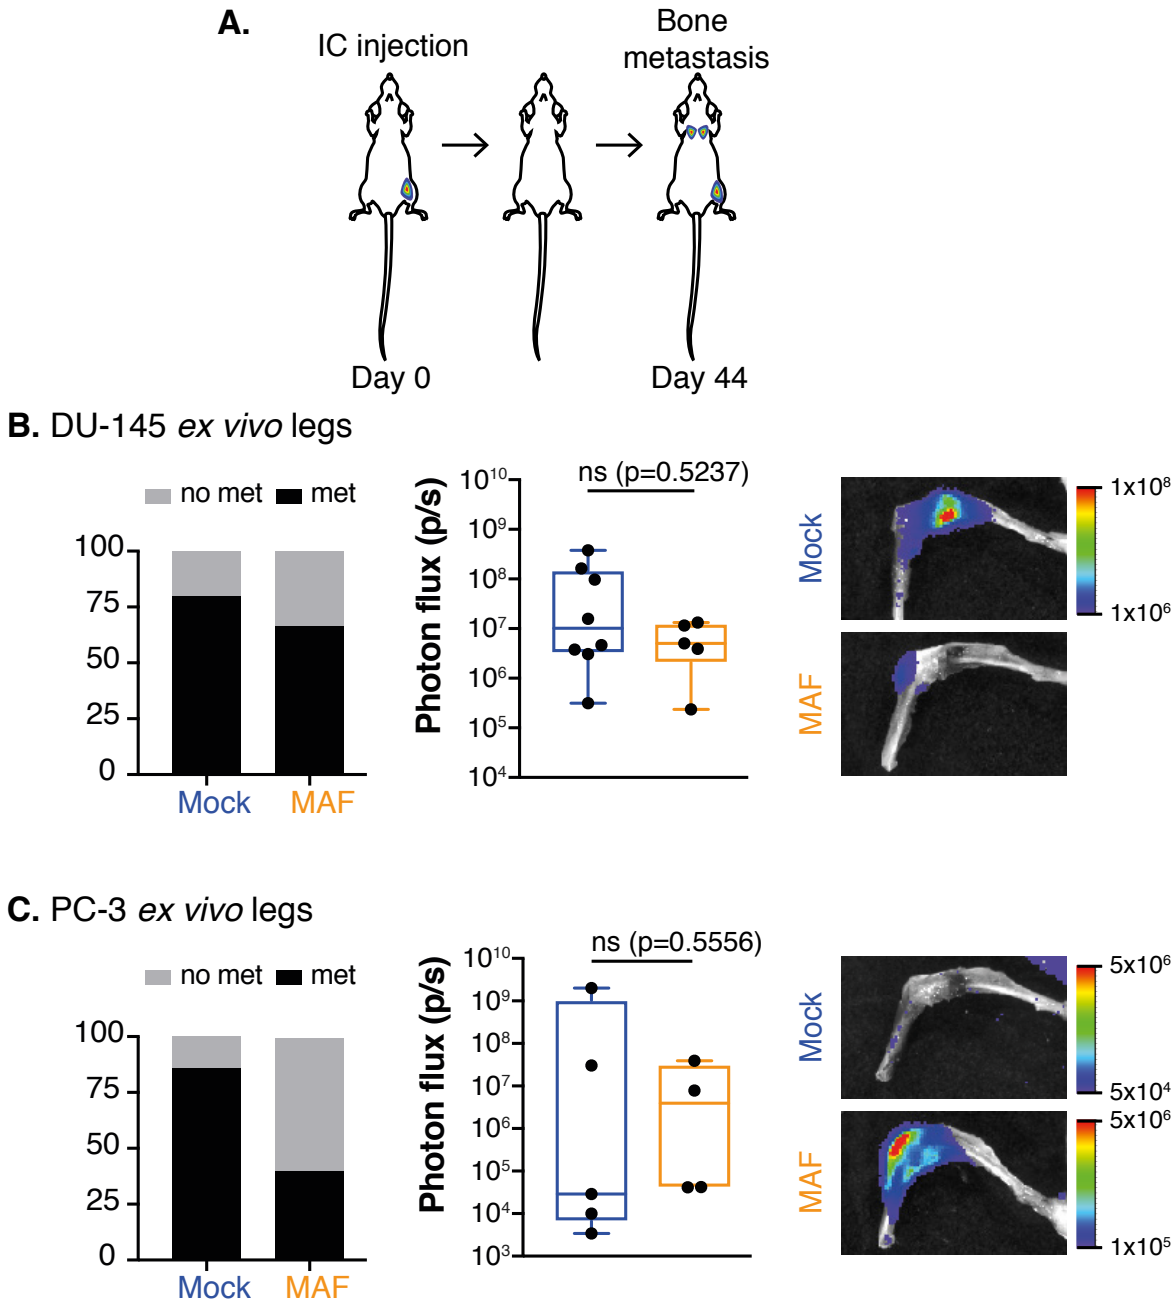 A.
IC injection
Bone
metastasis
Day 0
Day 44
B. DU-145 ex vivo legs
no met
met
100
75
50
25
0
Mock
MAF
Photon flux (p/s)
10¹⁰
10⁹
10⁸
10⁷
10⁶
10⁵
10⁴
ns (p=0.5237)
Mock
1x10⁸
1x10⁶
MAF
C. PC-3 ex vivo legs
no met
met
100
75
50
25
0
Mock
MAF
Photon flux (p/s)
10¹⁰
10⁹
10⁸
10⁷
10⁶
10⁵
10⁴
10³
ns (p=0.5556)
Mock
5x10⁶
5x10⁴
MAF
5x10⁶
1x10⁵